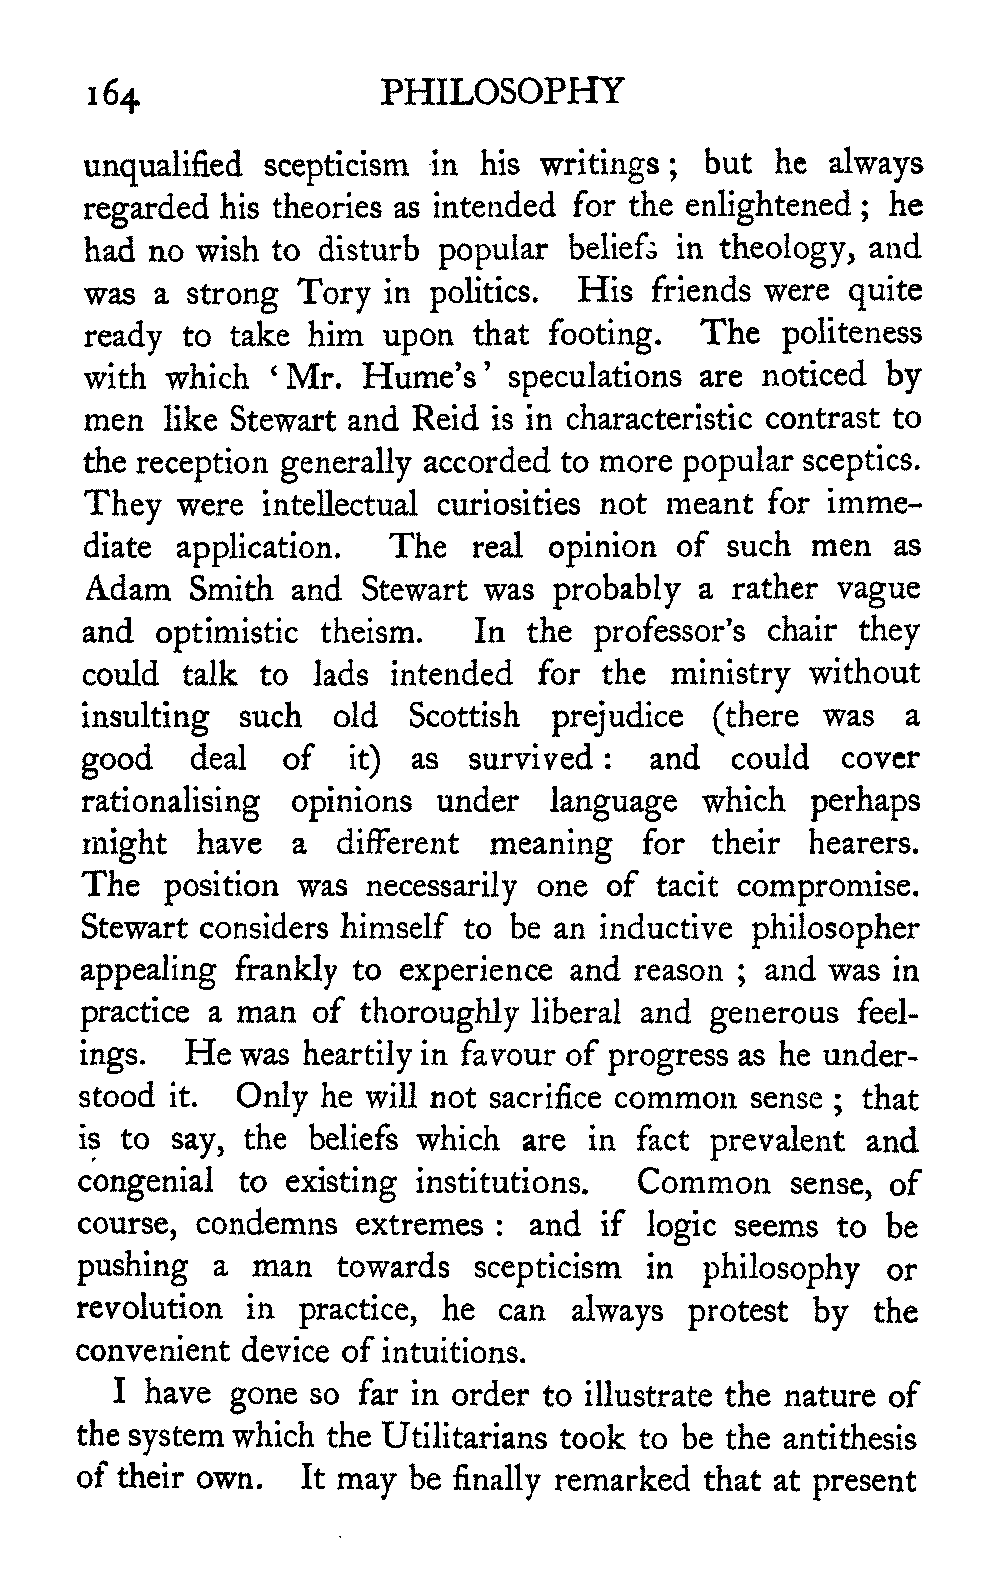 164 PHILOSOPHY
unqualified scepticism in his writings ; but he always
regarded his theories as intended for the enlightened ; he
had no wish to disturb popular beliefs in theology, and
was a strong Tory in politics. His friends were quite
ready to take him upon that footing. The politeness
with which ‘ Mr. Hume’s ’ speculations are noticed by
men like Stewart and Reid is in characteristic contrast to
the reception generally accorded to more popular sceptics.
They were intellectual curiosities not meant for imme-
diate application. The real opinion of such men as
Adam Smith and Stewart was probably a rather vague
and optimistic theism. In the professor’s chair they
could talk to lads intended for the ministry without
insulting such old Scottish prejudice (there was a
good deal of it) as survived : and could cover
rationalising opinions under language which perhaps
might have a different meaning for their hearers.
The position was necessarily one of tacit compromise.
Stewart considers himself to be an inductive philosopher
appealing frankly to experience and reason ; and was in
practice a man of thoroughly liberal and generous feel-
ings. He was heartily in favour of progress as he under-
stood it. Only he will not sacrifice common sense ; that
is to say, the beliefs which are in fact prevalent and
congenial to existing institutions. Common sense, of
course, condemns extremes : and if logic seems to be
pushing a man towards scepticism in philosophy or
revolution in practice, he can always protest by the
convenient device of intuitions.
I have gone so far in order to illustrate the nature of
the system which the Utilitarians took to be the antithesis
of their own. It may be finally remarked that at present